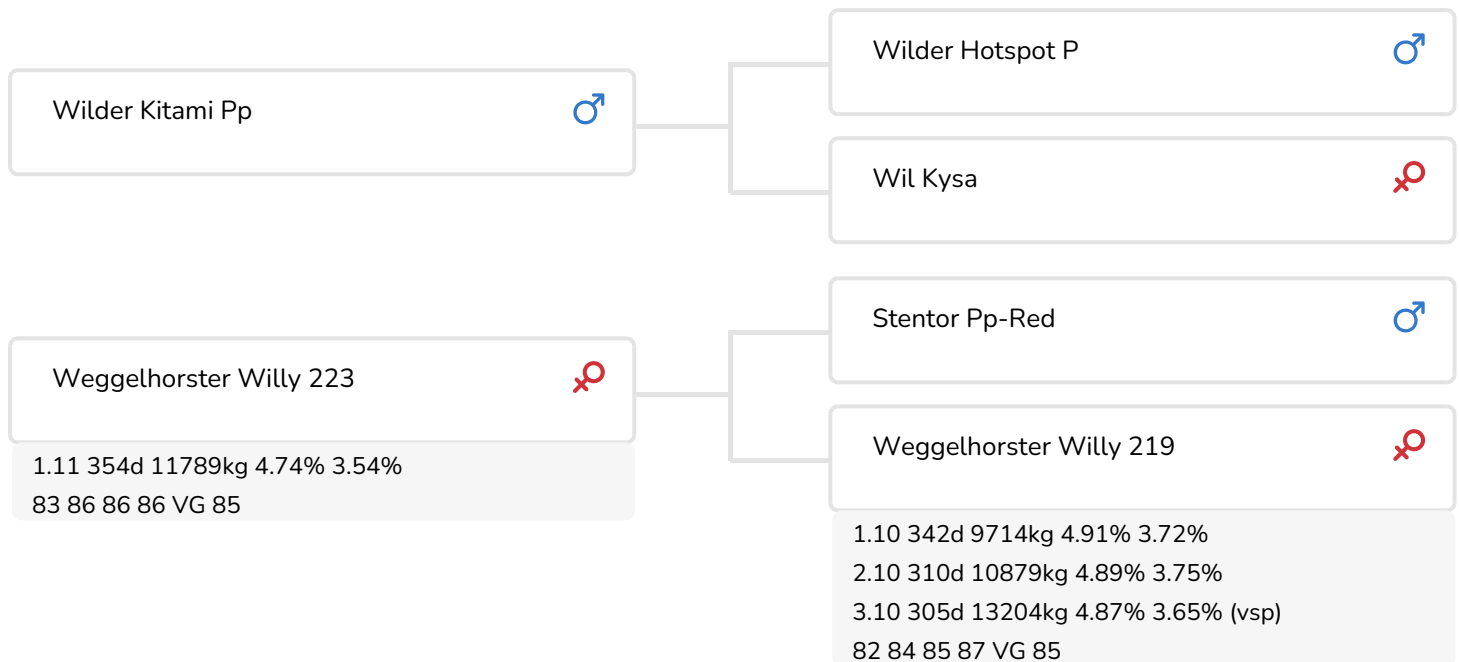 Wilder Kitami Pp
Wilder Hotspot P
Wil Kysa
Weggelhorster Willy 223
1.11 354d 11789kg 4.74% 3.54%
83 86 86 86 VG 85
Stentor Pp-Red
Weggelhorster Willy 219
1.10 342d 9714kg 4.91% 3.72%
2.10 310d 10879kg 4.89% 3.75%
3.10 305d 13204kg 4.87% 3.65% (vsp)
82 84 85 87 VG 85